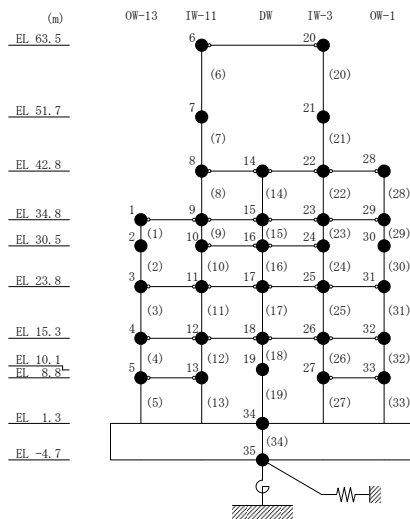 (m) OW-13 IW-11 DW IW-3 OW-1
EL 63.5 6 20
(6) (20)
EL 51.7 7 21
(7) (21)
EL 42.8 8 14 22 28
(8) (14) (22) (28)
EL 34.8 1 9 15 23 29
(1) (9) (15) (23) (29)
EL 30.5 2 10 16 24 30
(2) (10) (16) (24) (30)
EL 23.8 3 11 17 25 31
(3) (11) (17) (25) (31)
EL 15.3 4 12 18 26 32
(4) (12) (18) (26) (32)
EL 10.1 19
EL 8.8 5 13 27 33
(5) (13) (19) (27) (33)
EL 1.3 34
(34)
EL -4.7 35